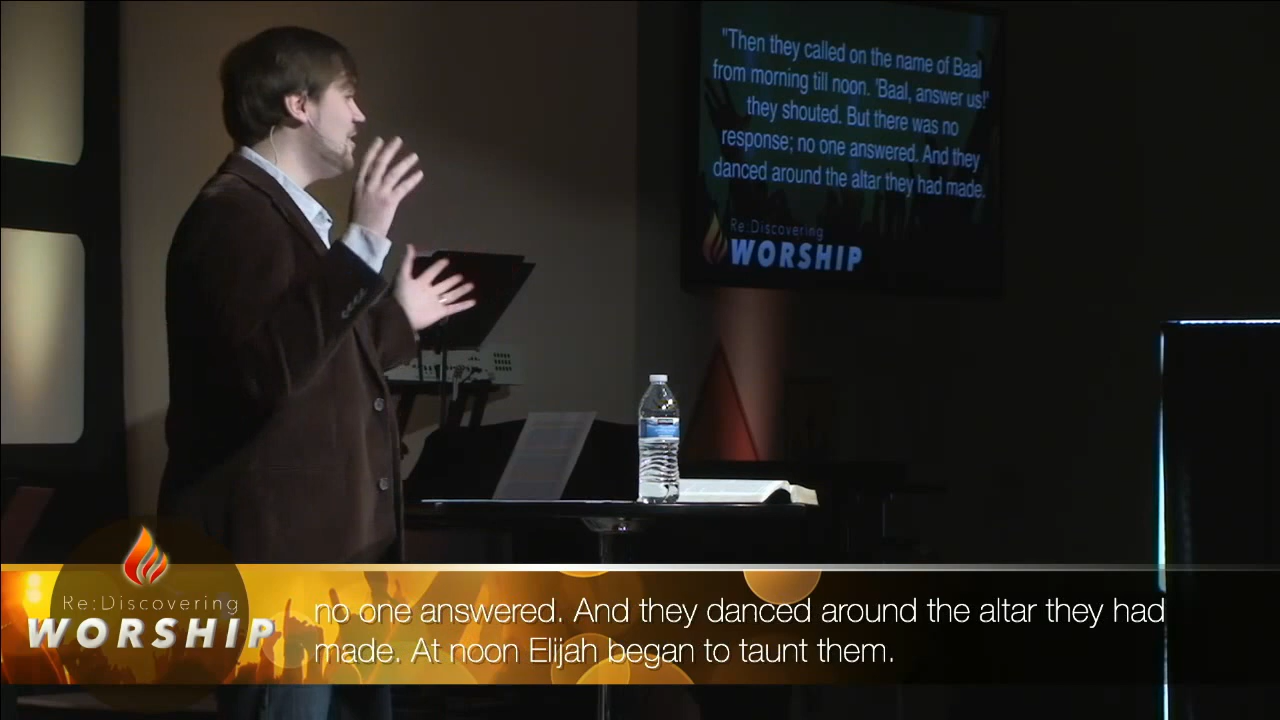 "Then they called on the name of Baal
from morning till noon. 'Baal, answer us!'
they shouted. But there was no
response; no one answered. And they
danced around the altar they had made.
Re:Discovering
WORSHIP
Re:Discovering
WORSHIP
no one answered. And they danced around the altar they had
made. At noon Elijah began to taunt them.